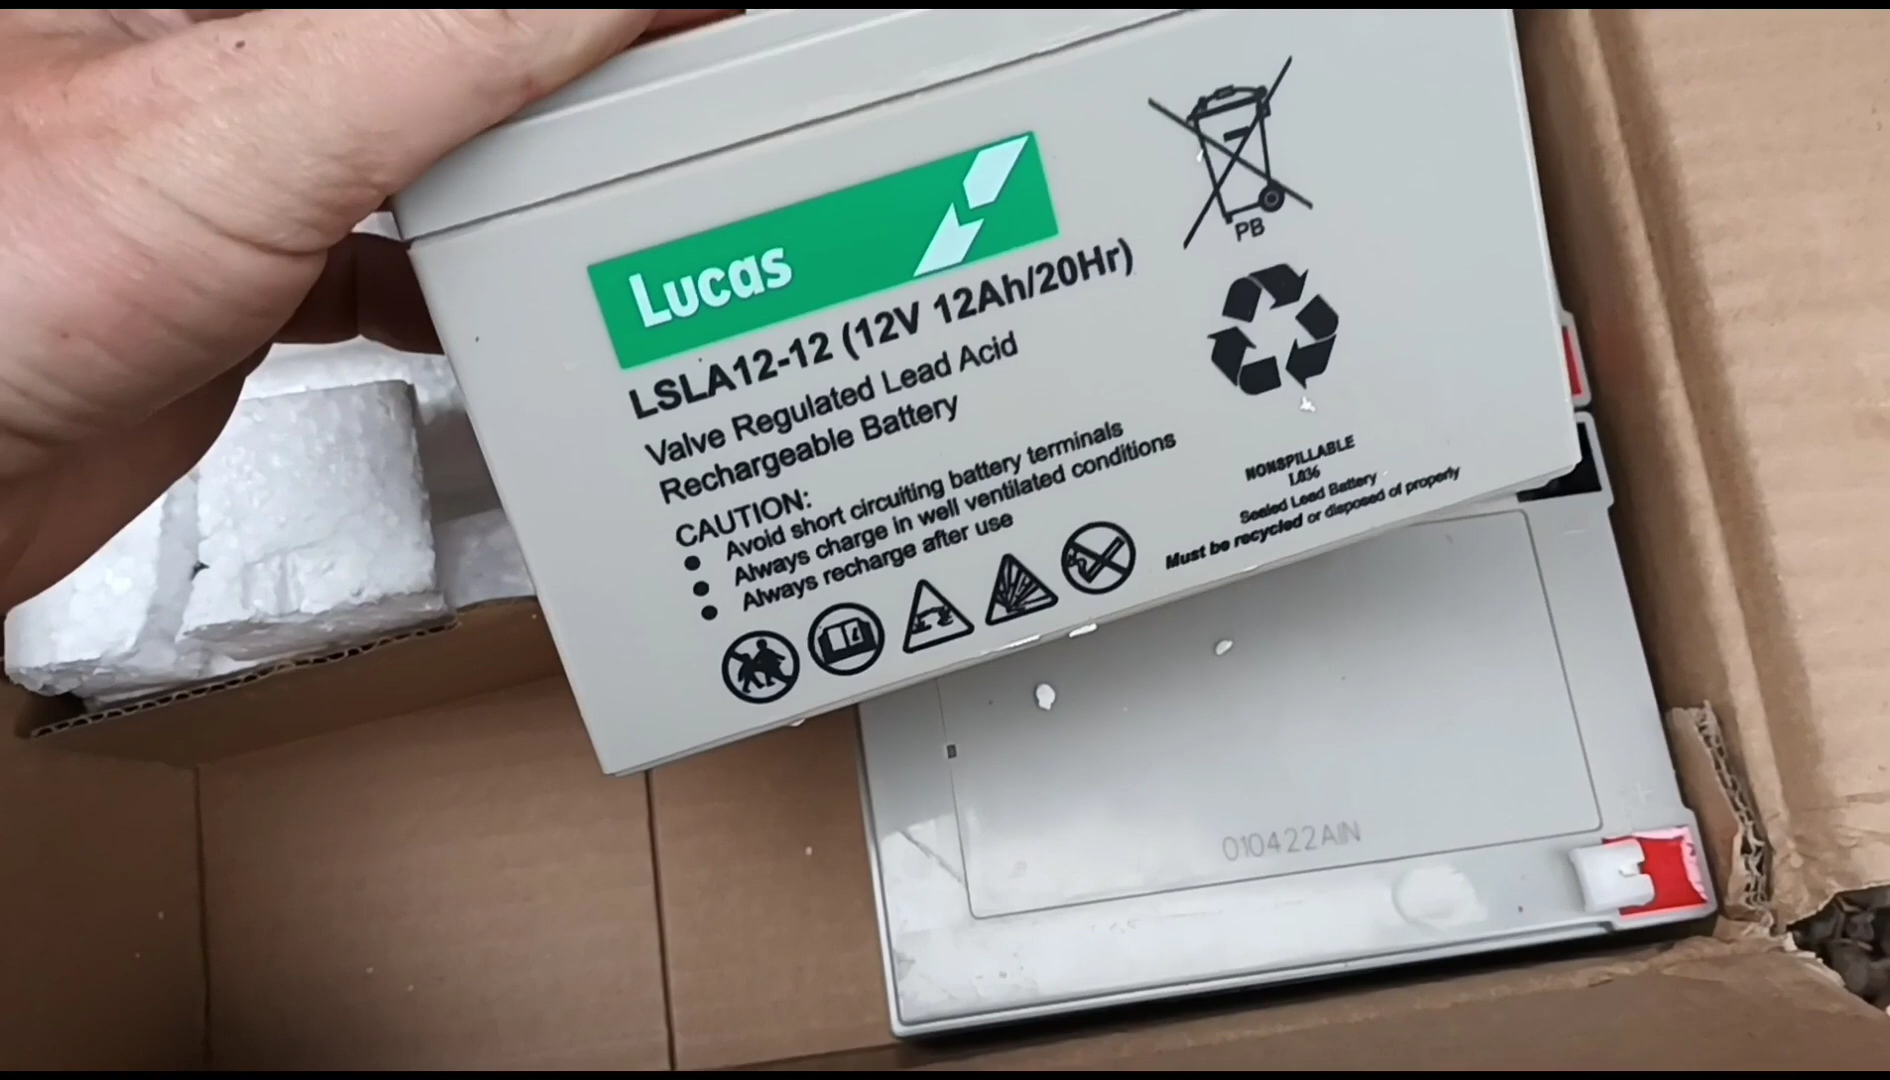 Lucas
LSLA12-12 (12V 12Ah/20Hr)
Valve Regulated Lead Acid
Rechargeable Battery
CAUTION:
● Avoid short circuiting battery terminals
● Always charge in well ventilated conditions
● Always recharge after use
PB
NONSPILLABLE
Sealed Lead Battery
Must be recycled or disposed of properly
010422AIN